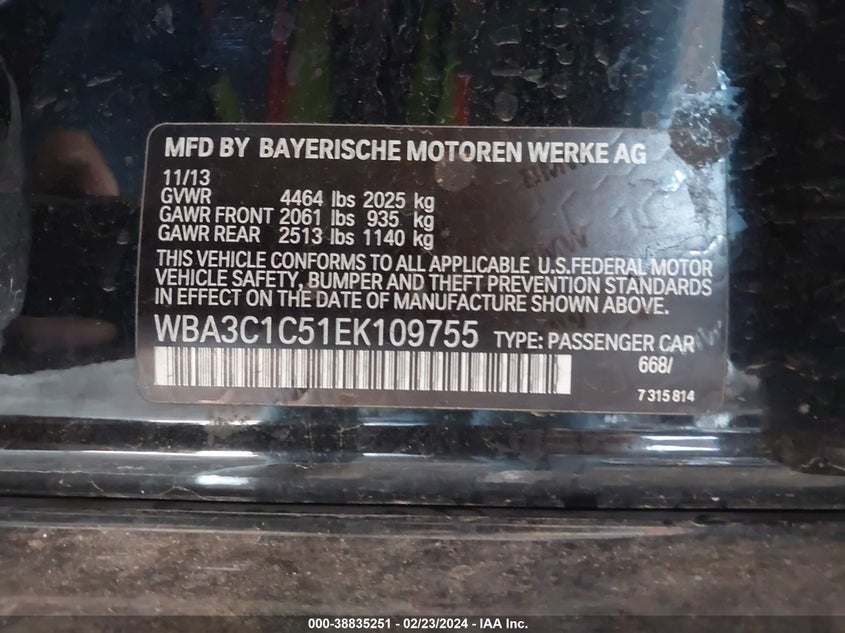 MFD BY BAYERISCHE MOTOREN WERKE AG
11/13
GVWR 4464 lbs 2025 kg
GAWR FRONT 2061 lbs 935 kg
GAWR REAR 2513 lbs 1140 kg
THIS VEHICLE CONFORMS TO ALL APPLICABLE U.S.FEDERAL MOTOR
VEHICLE SAFETY, BUMPER AND THEFT PREVENTION STANDARDS
IN EFFECT ON THE DATE OF MANUFACTURE SHOWN ABOVE.
WBA3C1C51EK109755 TYPE: PASSENGER CAR
668/
7 315 814
000-38835251 - 02/23/2024 - IAA Inc.